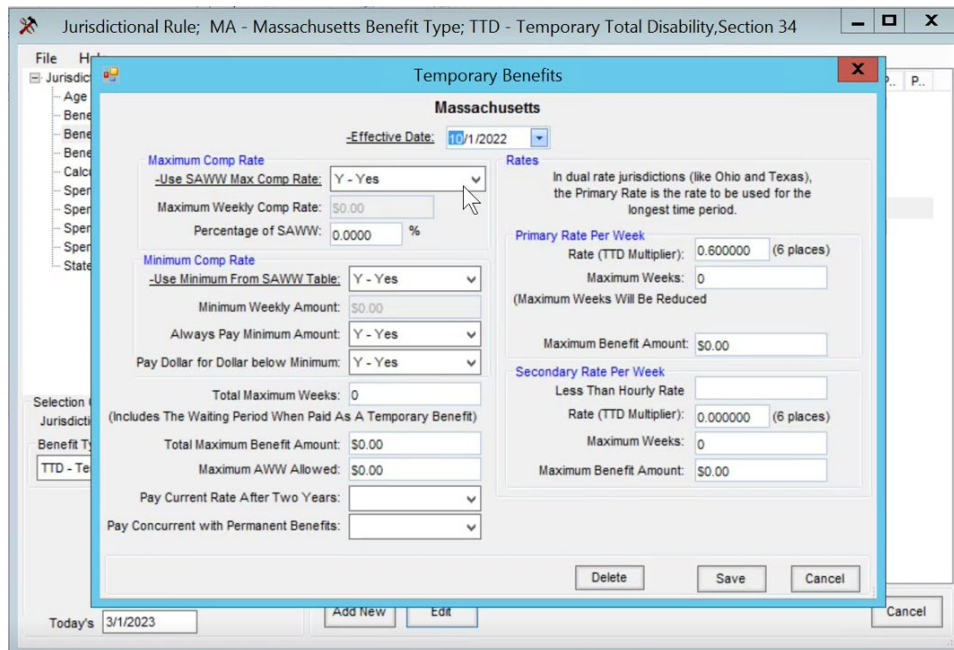 Jurisdictional Rule; MA - Massachusetts Benefit Type; TTD - Temporary Total Disability,Section 34
File
Temporary Benefits
P.. P..
Massachusetts
-Effective Date: 10/1/2022
Maximum Comp Rate
-Use SAWW Max Comp Rate: Y - Yes
Maximum Weekly Comp Rate: $0.00
Percentage of SAWW: 0.0000 %
Minimum Comp Rate
-Use Minimum From SAWW Table: Y - Yes
Minimum Weekly Amount: $0.00
Always Pay Minimum Amount: Y - Yes
Pay Dollar for Dollar below Minimum: Y - Yes
Total Maximum Weeks: 0
(Includes The Waiting Period When Paid As A Temporary Benefit)
Total Maximum Benefit Amount: $0.00
Maximum AWW Allowed: $0.00
Pay Current Rate After Two Years:
Pay Concurrent with Permanent Benefits:
Rates
In dual rate jurisdictions (like Ohio and Texas),
the Primary Rate is the rate to be used for the
longest time period.
Primary Rate Per Week
Rate (TTD Multiplier): 0.600000 (6 places)
Maximum Weeks: 0
(Maximum Weeks Will Be Reduced
Maximum Benefit Amount: $0.00
Secondary Rate Per Week
Less Than Hourly Rate
Rate (TTD Multiplier): 0.000000 (6 places)
Maximum Weeks: 0
Maximum Benefit Amount: $0.00
Delete Save Cancel
Jurisdic
Age
Bene
Bene
Bene
Calcu
Spen
Spen
Spen
Spen
State
Selection
Jurisdicti
Benefit Ty
TTD - Te
Today's 3/1/2023
Add New Edit Cancel